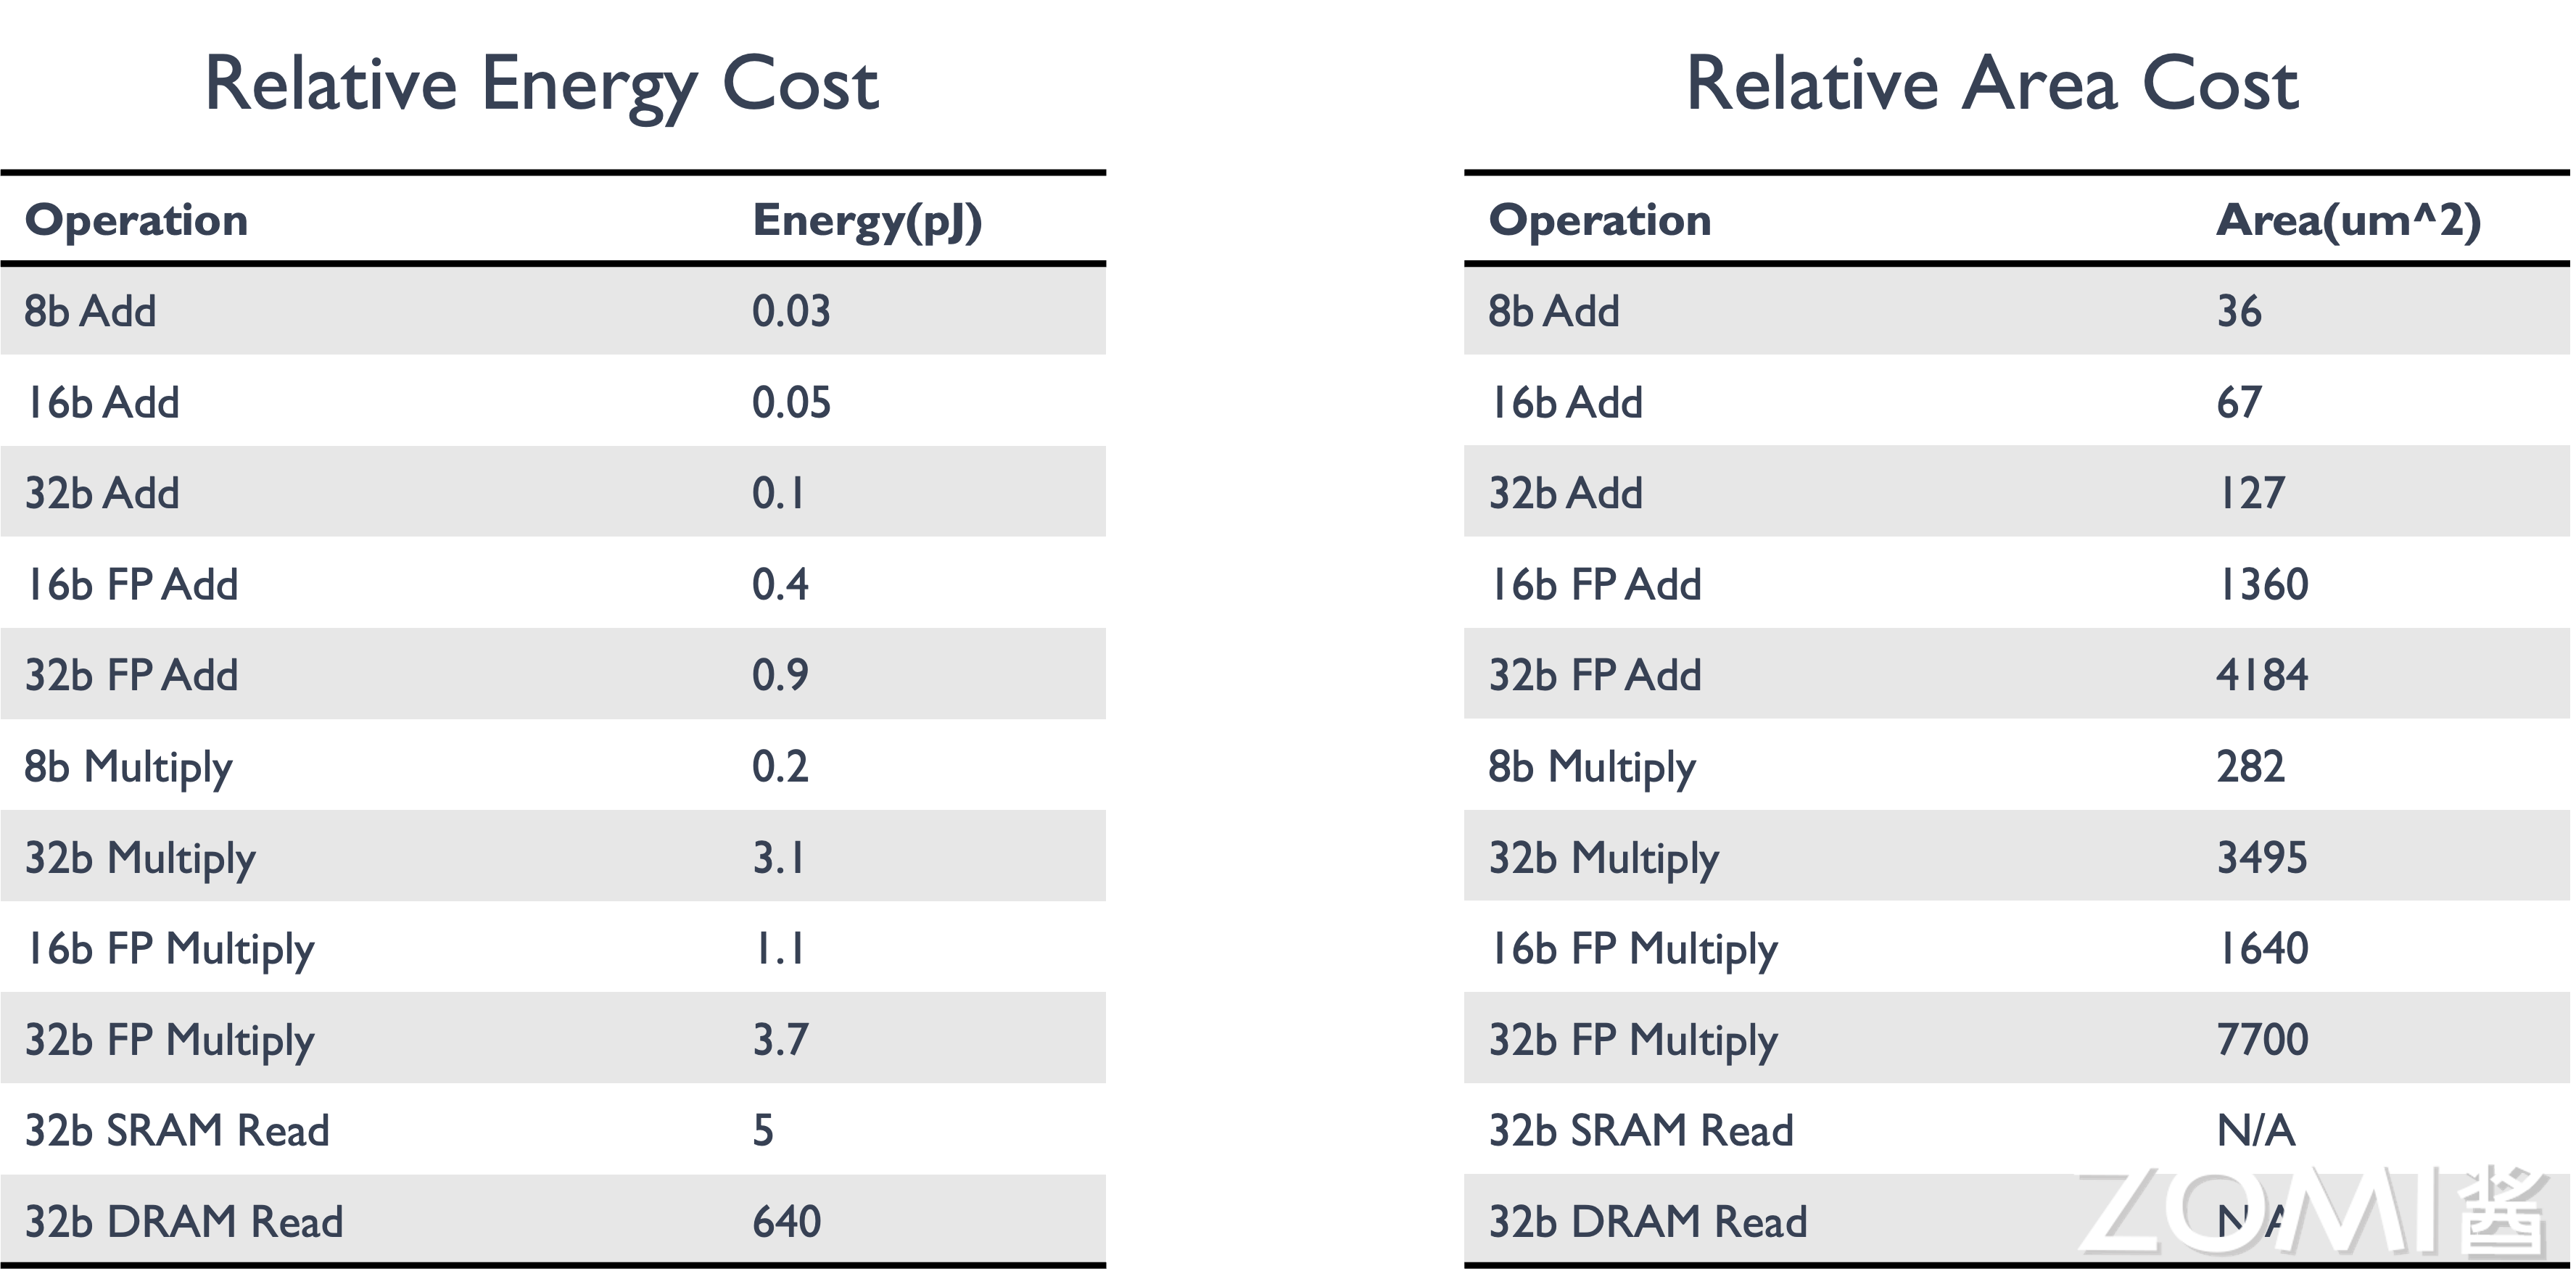 Relative Energy Cost
Operation Energy(pJ)
8b Add 0.03
16b Add 0.05
32b Add 0.1
16b FP Add 0.4
32b FP Add 0.9
8b Multiply 0.2
32b Multiply 3.1
16b FP Multiply 1.1
32b FP Multiply 3.7
32b SRAM Read 5
32b DRAM Read 640
Relative Area Cost
Operation Area(um^2)
8b Add 36
16b Add 67
32b Add 127
16b FP Add 1360
32b FP Add 4184
8b Multiply 282
32b Multiply 3495
16b FP Multiply 1640
32b FP Multiply 7700
32b SRAM Read N/A
32b DRAM Read N/A
ZOMI酱